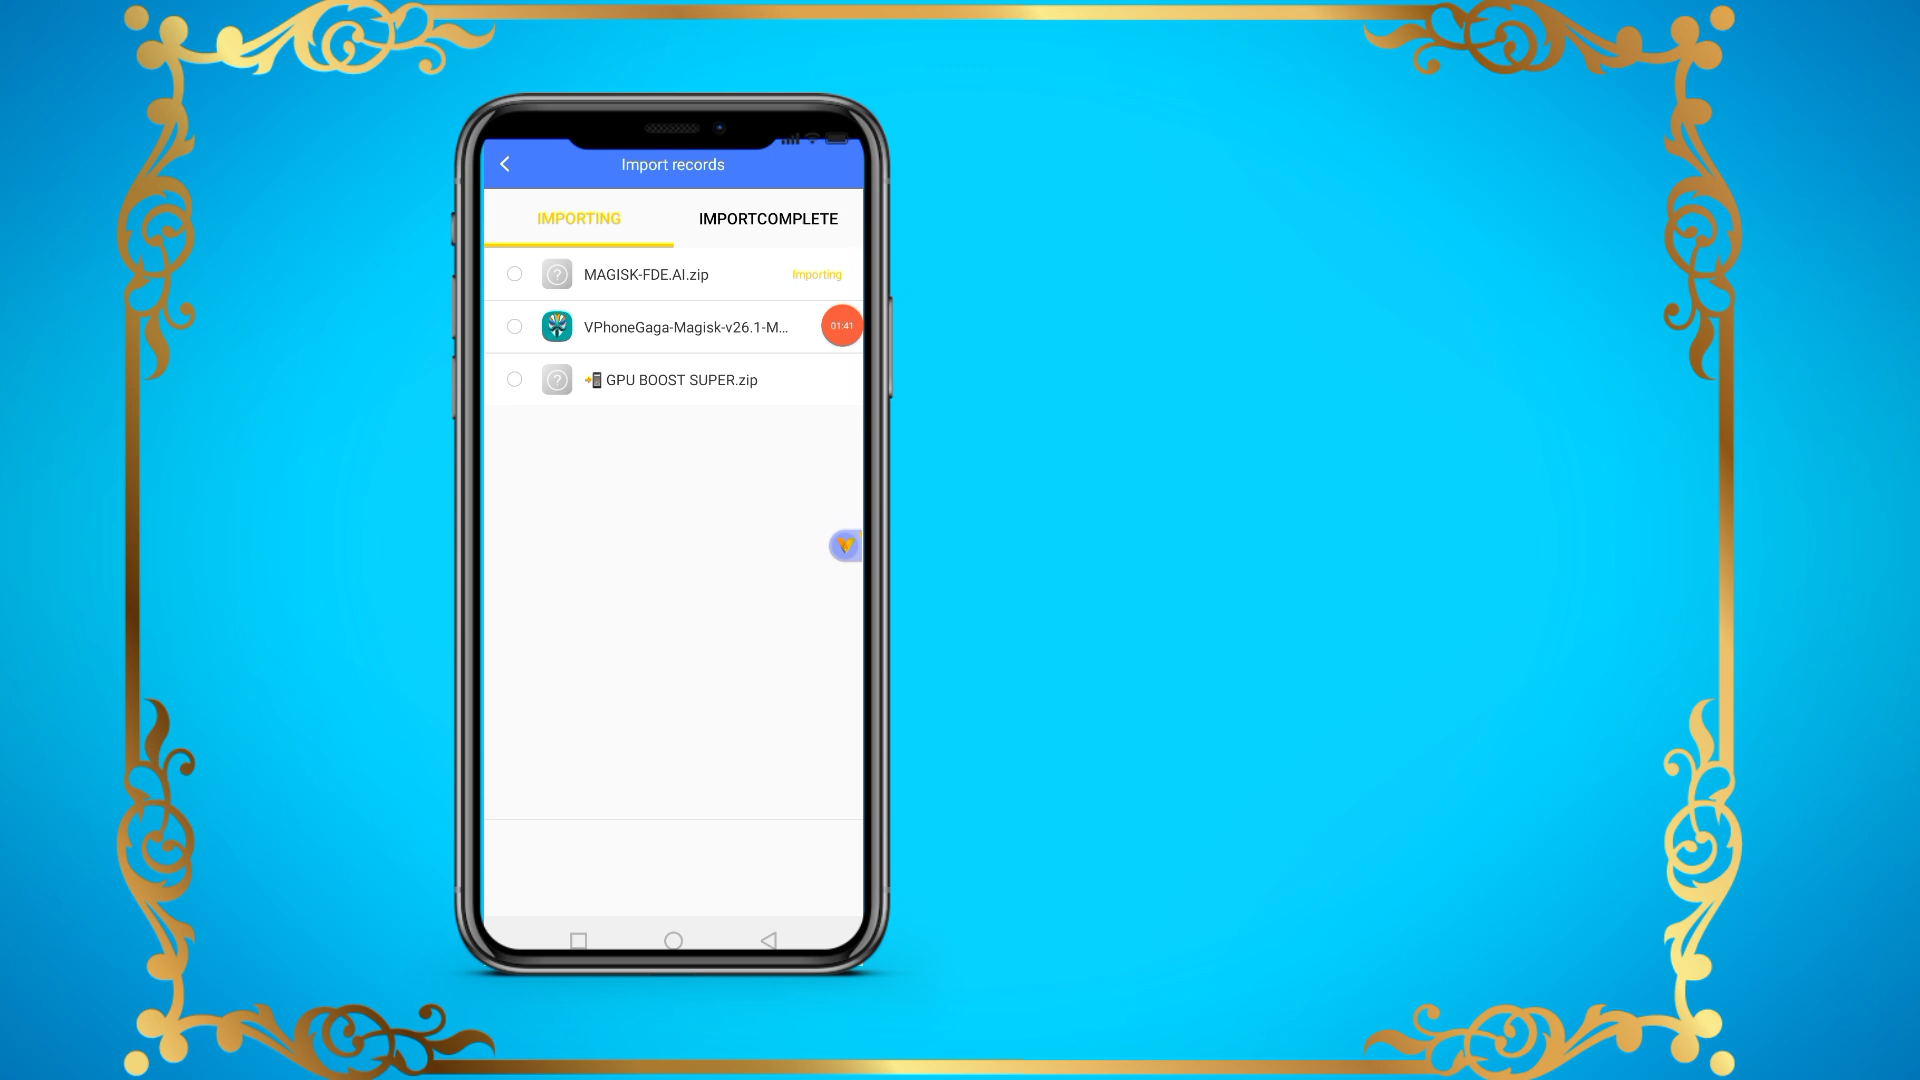 Import records
IMPORTING IMPORTCOMPLETE
MAGISK-FDE.AI.zip Importing
VPhoneGaga-Magisk-v26.1-M... 01:41
📲 GPU BOOST SUPER.zip